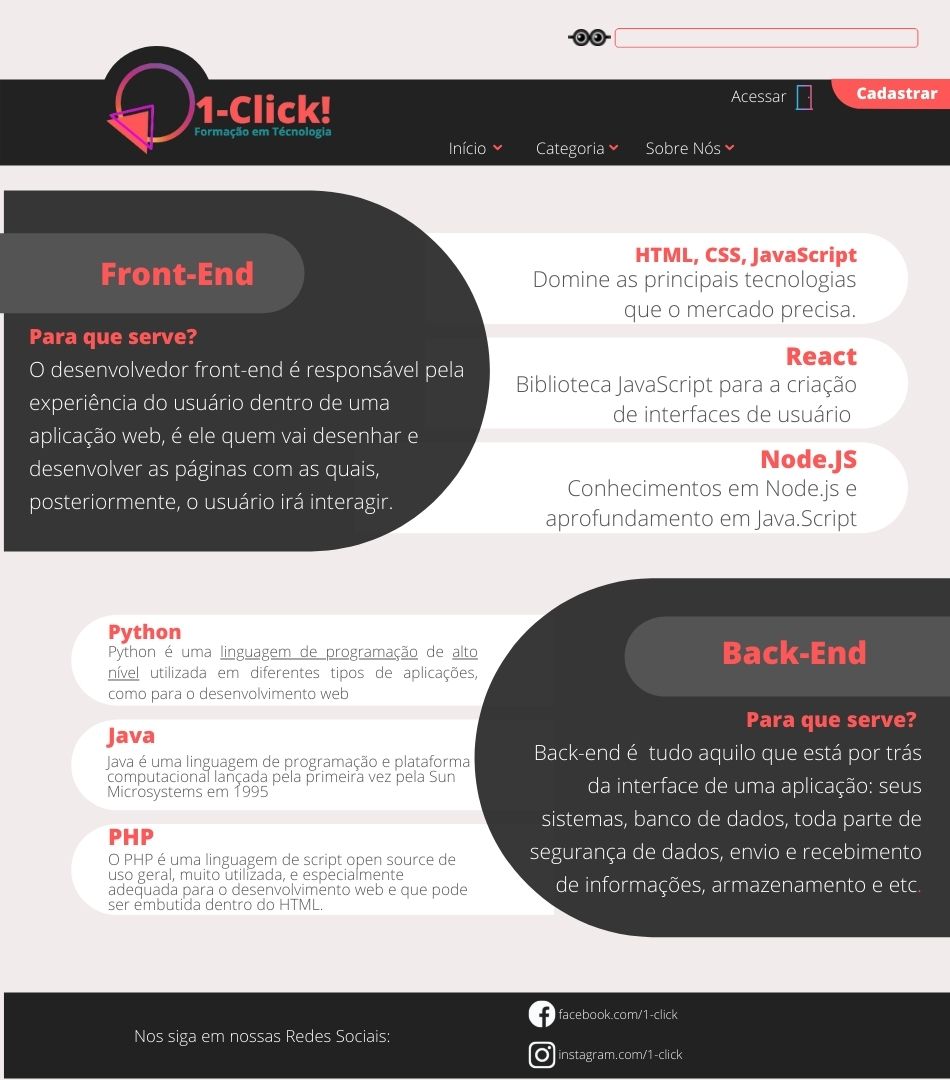 Acessar
Cadastrar
1-Click!
Formação em Técnologia
Início
Categoria
Sobre Nós
Front-End
Para que serve?
O desenvolvedor front-end é responsável pela
experiência do usuário dentro de uma
aplicação web, é ele quem vai desenhar e
desenvolver as páginas com as quais,
posteriormente, o usuário irá interagir.
HTML, CSS, JavaScript
Domine as principais tecnologias
que o mercado precisa.
React
Biblioteca JavaScript para a criação
de interfaces de usuário
Node.JS
Conhecimentos em Node.js e
aprofundamento em Java.Script
Python
Python é uma linguagem de programação de alto
nível utilizada em diferentes tipos de aplicações,
como para o desenvolvimento web
Java
Java é uma linguagem de programação e plataforma
computacional lançada pela primeira vez pela Sun
Microsystems em 1995
PHP
O PHP é uma linguagem de script open source de
uso geral, muito utilizada, e especialmente
adequada para o desenvolvimento web e que pode
ser embutida dentro do HTML.
Back-End
Para que serve?
Back-end é  tudo aquilo que está por trás
da interface de uma aplicação: seus
sistemas, banco de dados, toda parte de
segurança de dados, envio e recebimento
de informações, armazenamento e etc.
Nos siga em nossas Redes Sociais:
facebook.com/1-click
instagram.com/1-click